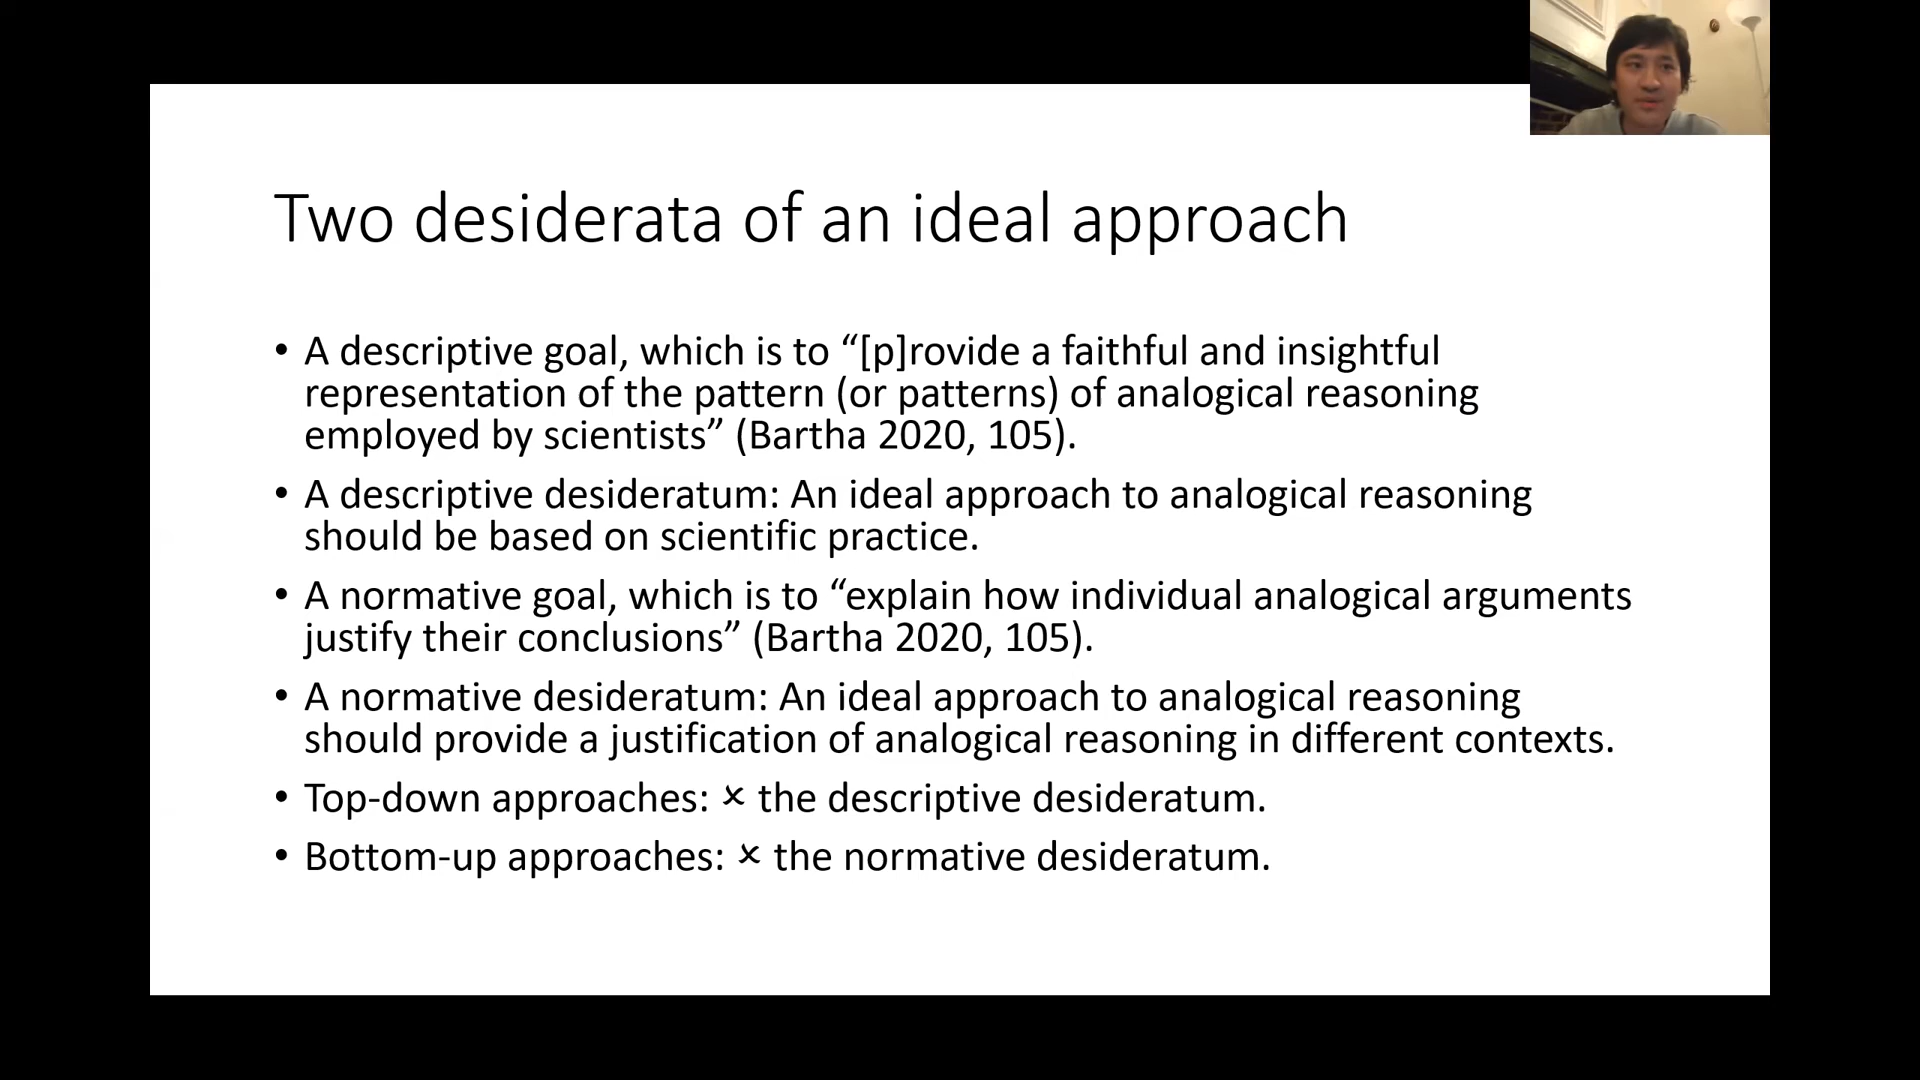 Two desiderata of an ideal approach
• A descriptive goal, which is to “[p]rovide a faithful and insightful
representation of the pattern (or patterns) of analogical reasoning
employed by scientists” (Bartha 2020, 105).
• A descriptive desideratum: An ideal approach to analogical reasoning
should be based on scientific practice.
• A normative goal, which is to “explain how individual analogical arguments
justify their conclusions” (Bartha 2020, 105).
• A normative desideratum: An ideal approach to analogical reasoning
should provide a justification of analogical reasoning in different contexts.
• Top-down approaches: ✗ the descriptive desideratum.
• Bottom-up approaches: ✗ the normative desideratum.